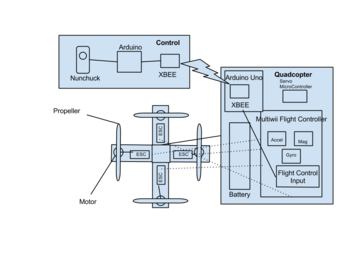 Control
Arduino
Nunchuck
XBEE
Quadcopter
Arduino Uno
Servo
MicroController
XBEE
Multiwii Flight Controller
Accel
Mag
Gyro
Flight Control
Input
Battery
Propeller
ESC
ESC
ESC
ESC
Motor